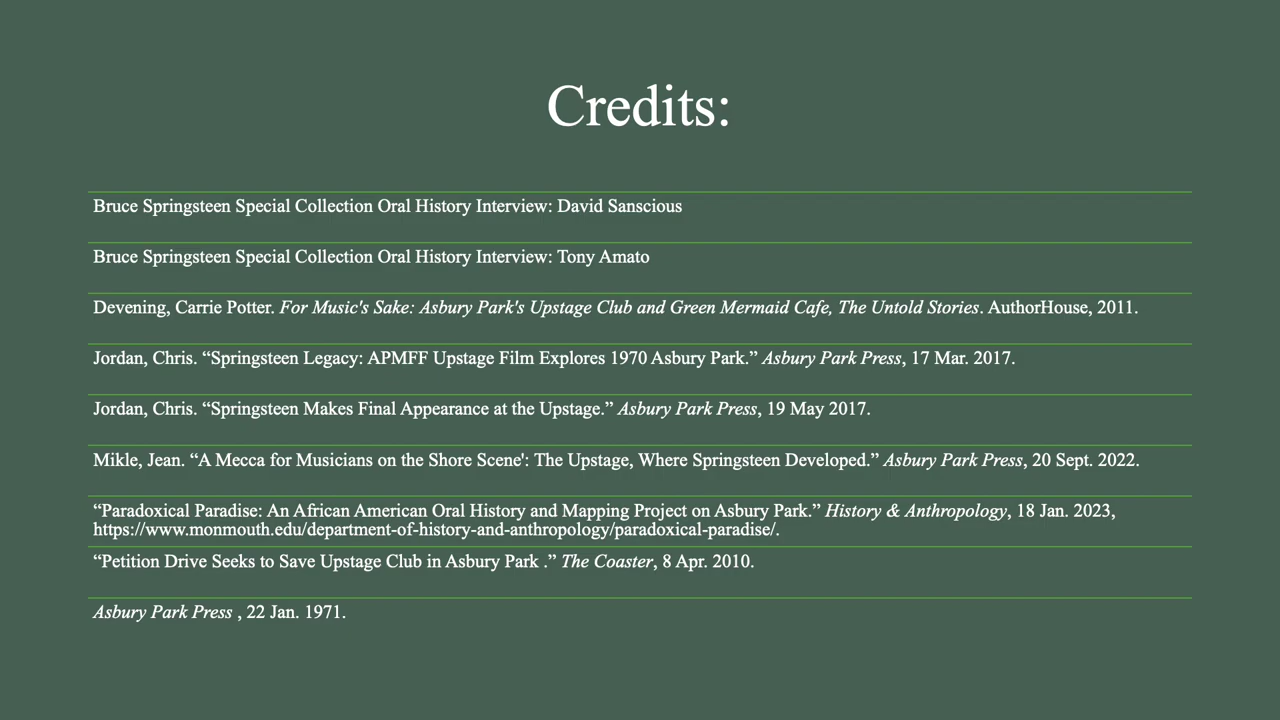 Credits:
Bruce Springsteen Special Collection Oral History Interview: David Sanscious
Bruce Springsteen Special Collection Oral History Interview: Tony Amato
Devening, Carrie Potter. For Music's Sake: Asbury Park's Upstage Club and Green Mermaid Cafe, The Untold Stories. AuthorHouse, 2011.
Jordan, Chris. “Springsteen Legacy: APMFF Upstage Film Explores 1970 Asbury Park.” Asbury Park Press, 17 Mar. 2017.
Jordan, Chris. “Springsteen Makes Final Appearance at the Upstage.” Asbury Park Press, 19 May 2017.
Mikle, Jean. “A Mecca for Musicians on the Shore Scene': The Upstage, Where Springsteen Developed.” Asbury Park Press, 20 Sept. 2022.
“Paradoxical Paradise: An African American Oral History and Mapping Project on Asbury Park.” History & Anthropology, 18 Jan. 2023,
https://www.monmouth.edu/department-of-history-and-anthropology/paradoxical-paradise/.
“Petition Drive Seeks to Save Upstage Club in Asbury Park .” The Coaster, 8 Apr. 2010.
Asbury Park Press , 22 Jan. 1971.